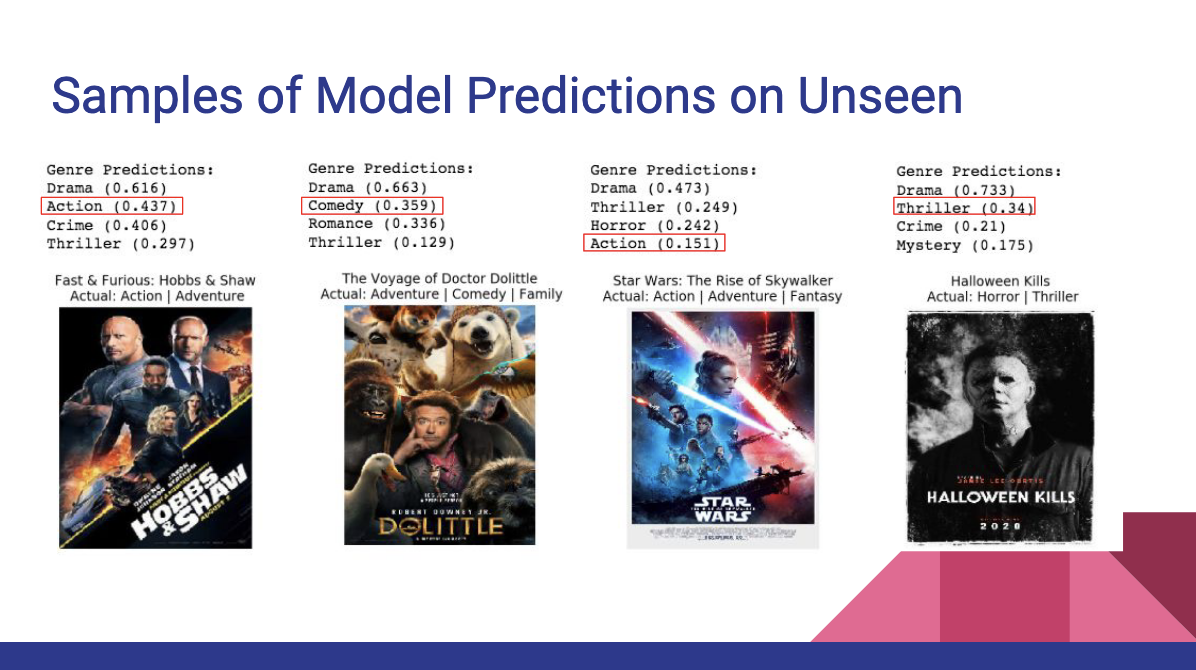 Samples of Model Predictions on Unseen
Genre Predictions:
Drama (0.616)
Action (0.437)
Crime (0.406)
Thriller (0.297)
Fast & Furious: Hobbs & Shaw
Actual: Action | Adventure
HOBBS
& SHAW
Genre Predictions:
Drama (0.663)
Comedy (0.359)
Romance (0.336)
Thriller (0.129)
The Voyage of Doctor Dolittle
Actual: Adventure | Comedy | Family
ROBERT DOWNEY JR.
DOLITTLE
Genre Predictions:
Drama (0.473)
Thriller (0.249)
Horror (0.242)
Action (0.151)
Star Wars: The Rise of Skywalker
Actual: Action | Adventure | Fantasy
STAR
WARS
Genre Predictions:
Drama (0.733)
Thriller (0.34)
Crime (0.21)
Mystery (0.175)
Halloween Kills
Actual: Horror | Thriller
JAMIE LEE CURTIS
HALLOWEEN KILLS
2020